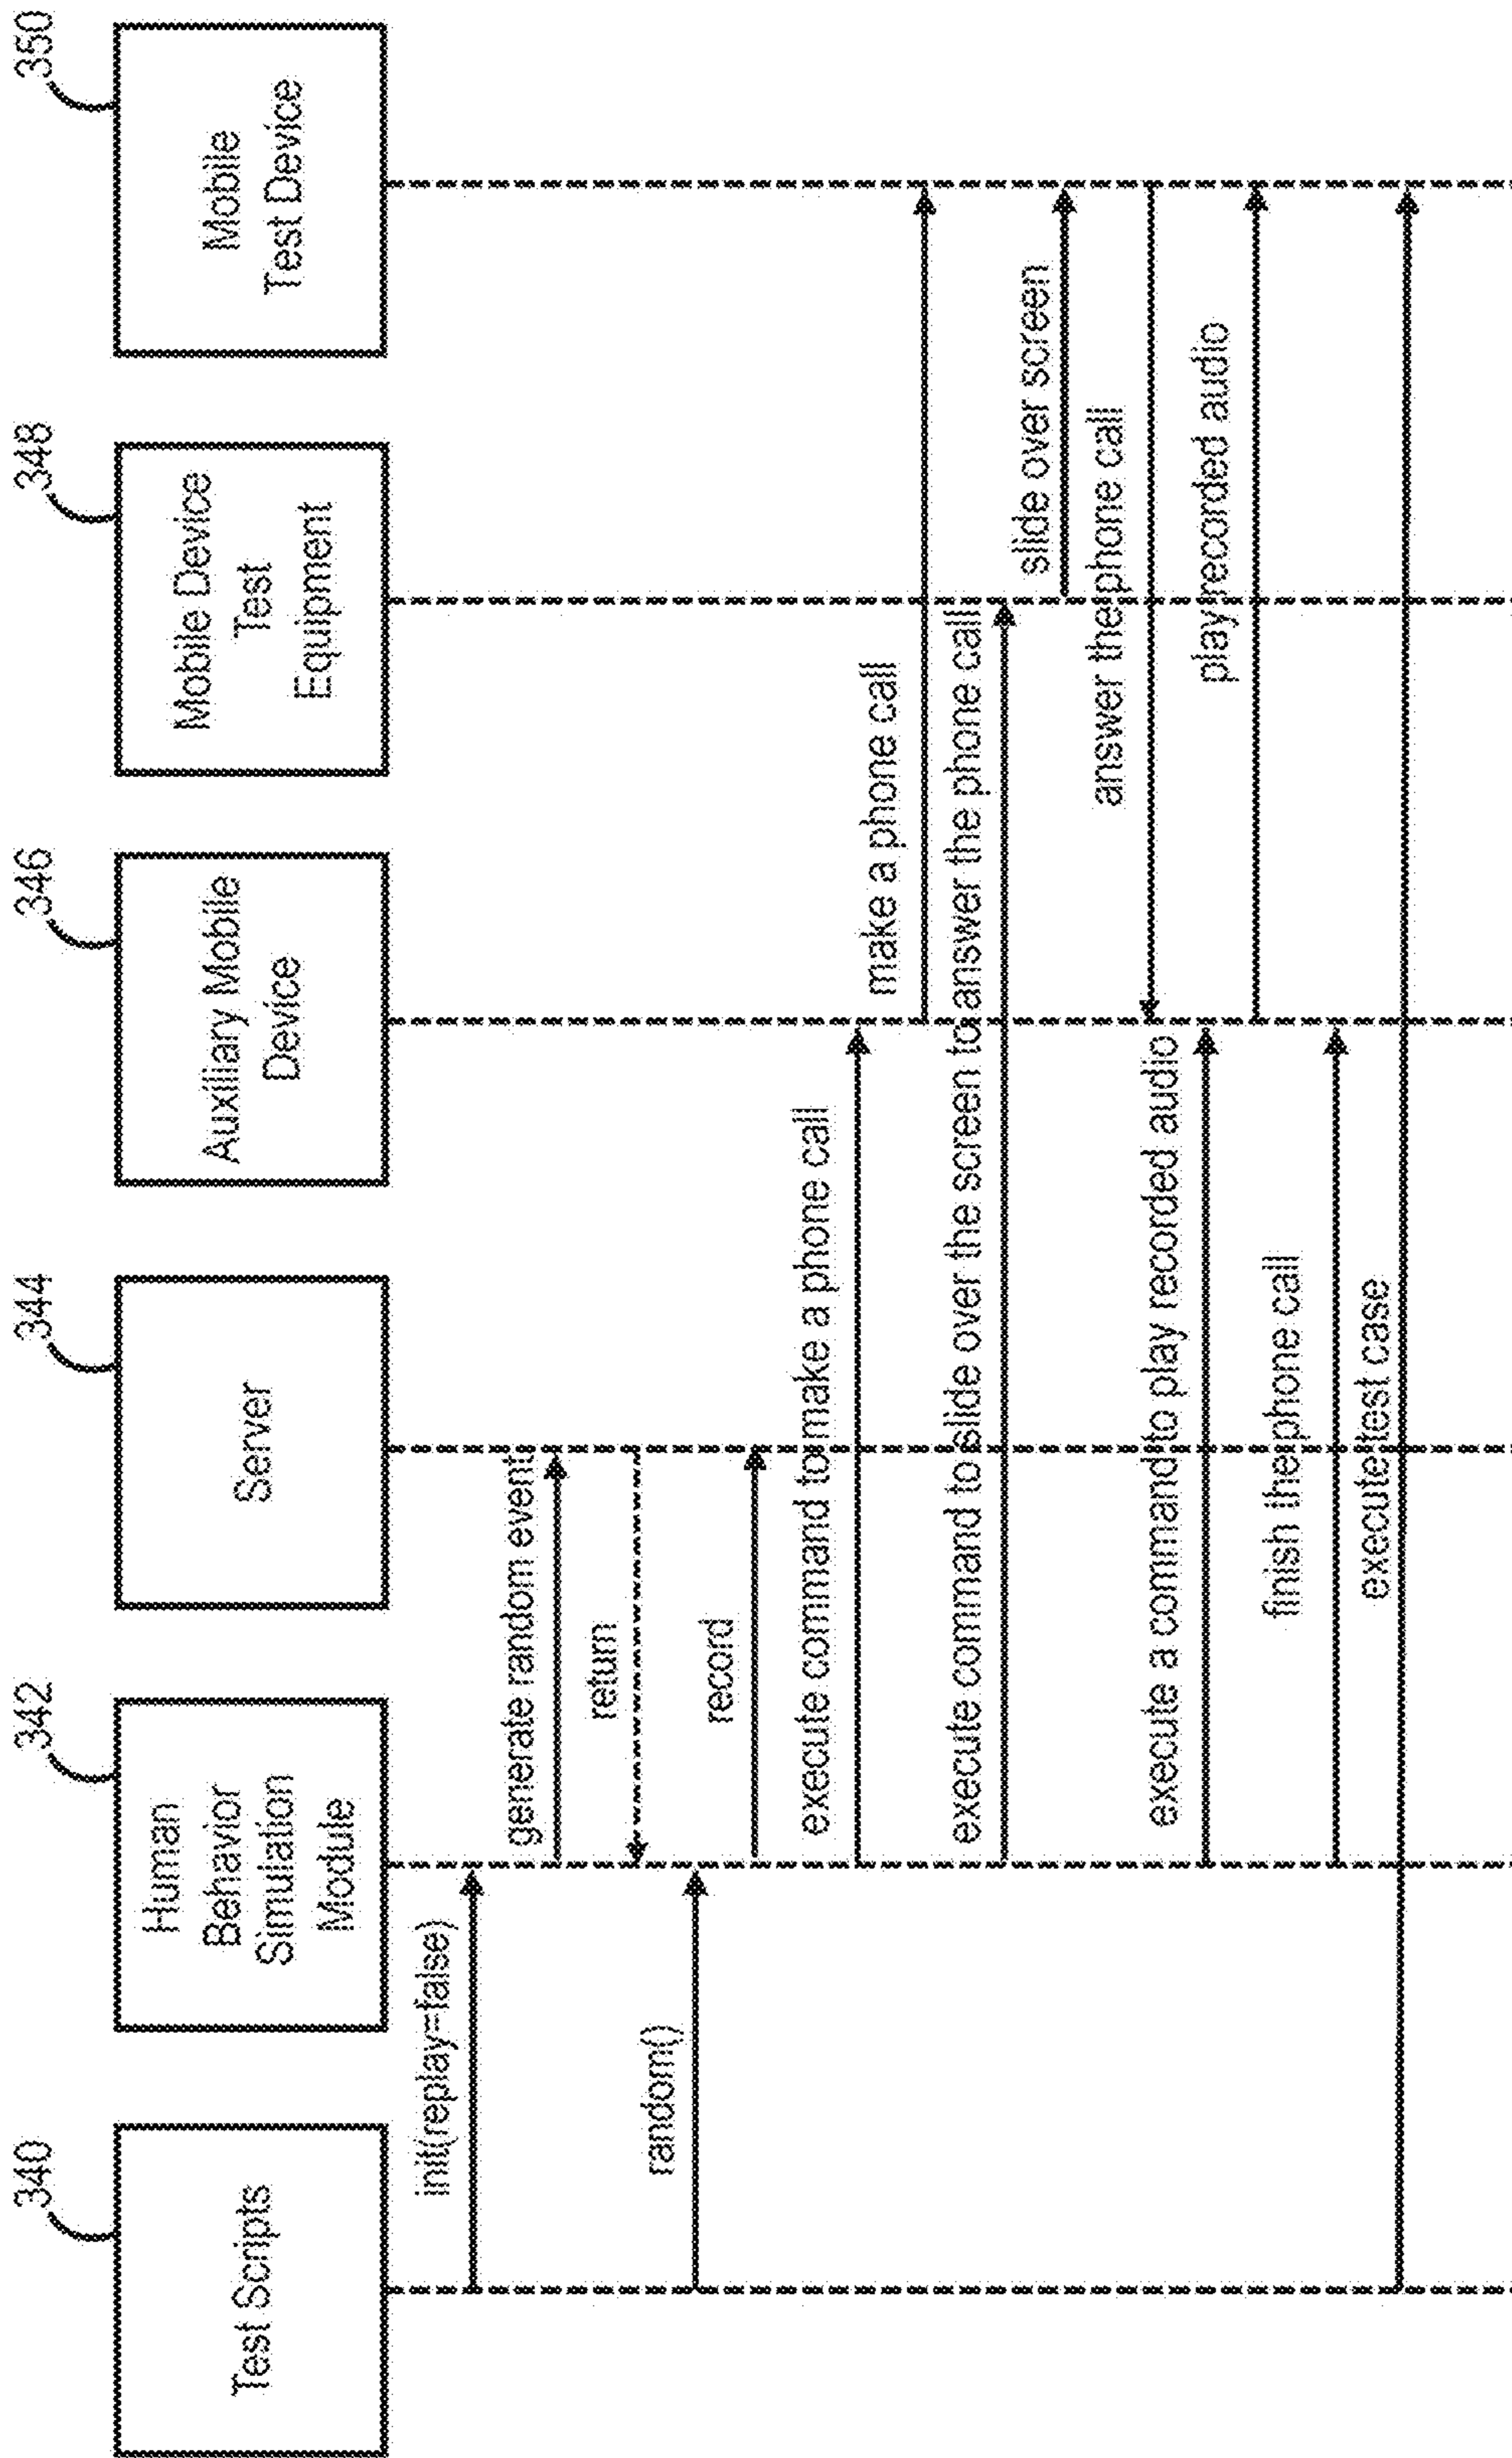 340
Test Scripts
342
Human
Behavior
Simulation
Module
344
Server
346
Auxiliary Mobile
Device
348
Mobile Device
Test
Equipment
350
Mobile
Test Device
init(replay=false)
generate random event
return
random()
record
execute command to make a phone call
make a phone call
execute command to slide over the screen to answer the phone call
slide over screen
answer the phone call
execute a command to play recorded audio
play recorded audio
finish the phone call
execute test case